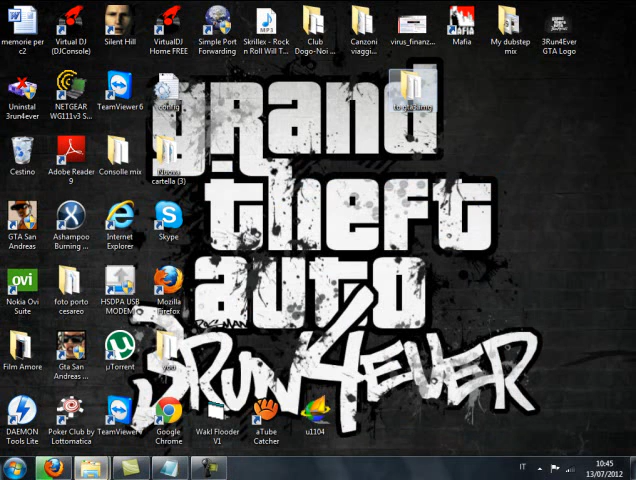 memorie per
c2
Virtual DJ
(DJConsole)
Silent Hill
VirtualDJ
Home FREE
Simple Port
Forwarding
Skrillex - Rock
n Roll Will T...
Club
Dogo-Noi ...
Canzoni
viaggi...
virus_finanz...
Mafia
My dubstep
mix
3Run4Ever
GTA Logo
Uninstal
3run4ever
NETGEAR
WG111v3 S...
TeamViewer 6
config
Cestino
Adobe Reader
9
Consolle mix
Nuova
cartella (3)
GTA San
Andreas
Ashampoo
Burning ...
Internet
Explorer
Skype
Nokia Ovi
Suite
foto porto
cesareo
HSDPA USB
MODEM
Mozilla
Firefox
Film Amore
Gta San
Andreas ...
µTorrent
you
DAEMON
Tools Lite
Poker Club by
Lottomatica
TeamViewer 7
Google
Chrome
Wakl Flooder
V1
aTube
Catcher
u1104
grand
theft
auto
3Run4EVER
IT
10:45
13/07/2012